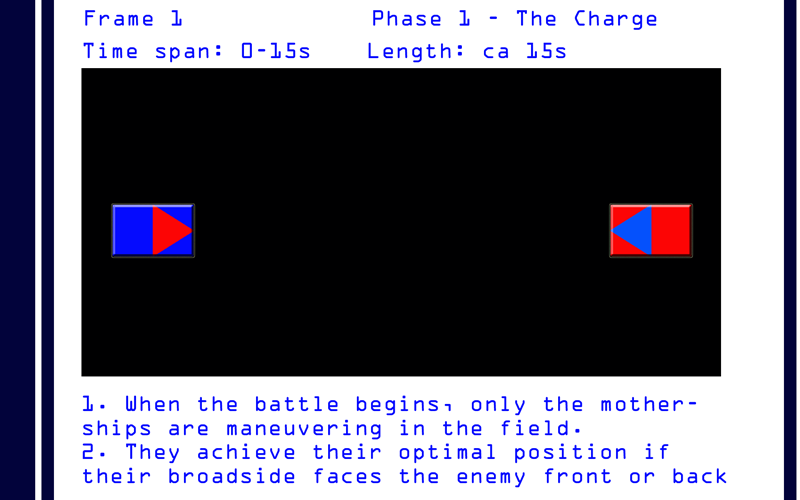 Frame 1 Phase 1 - The Charge
Time span: 0-15s Length: ca 15s
1. When the battle begins, only the mother-
ships are maneuvering in the field.
2. They achieve their optimal position if
their broadside faces the enemy front or back